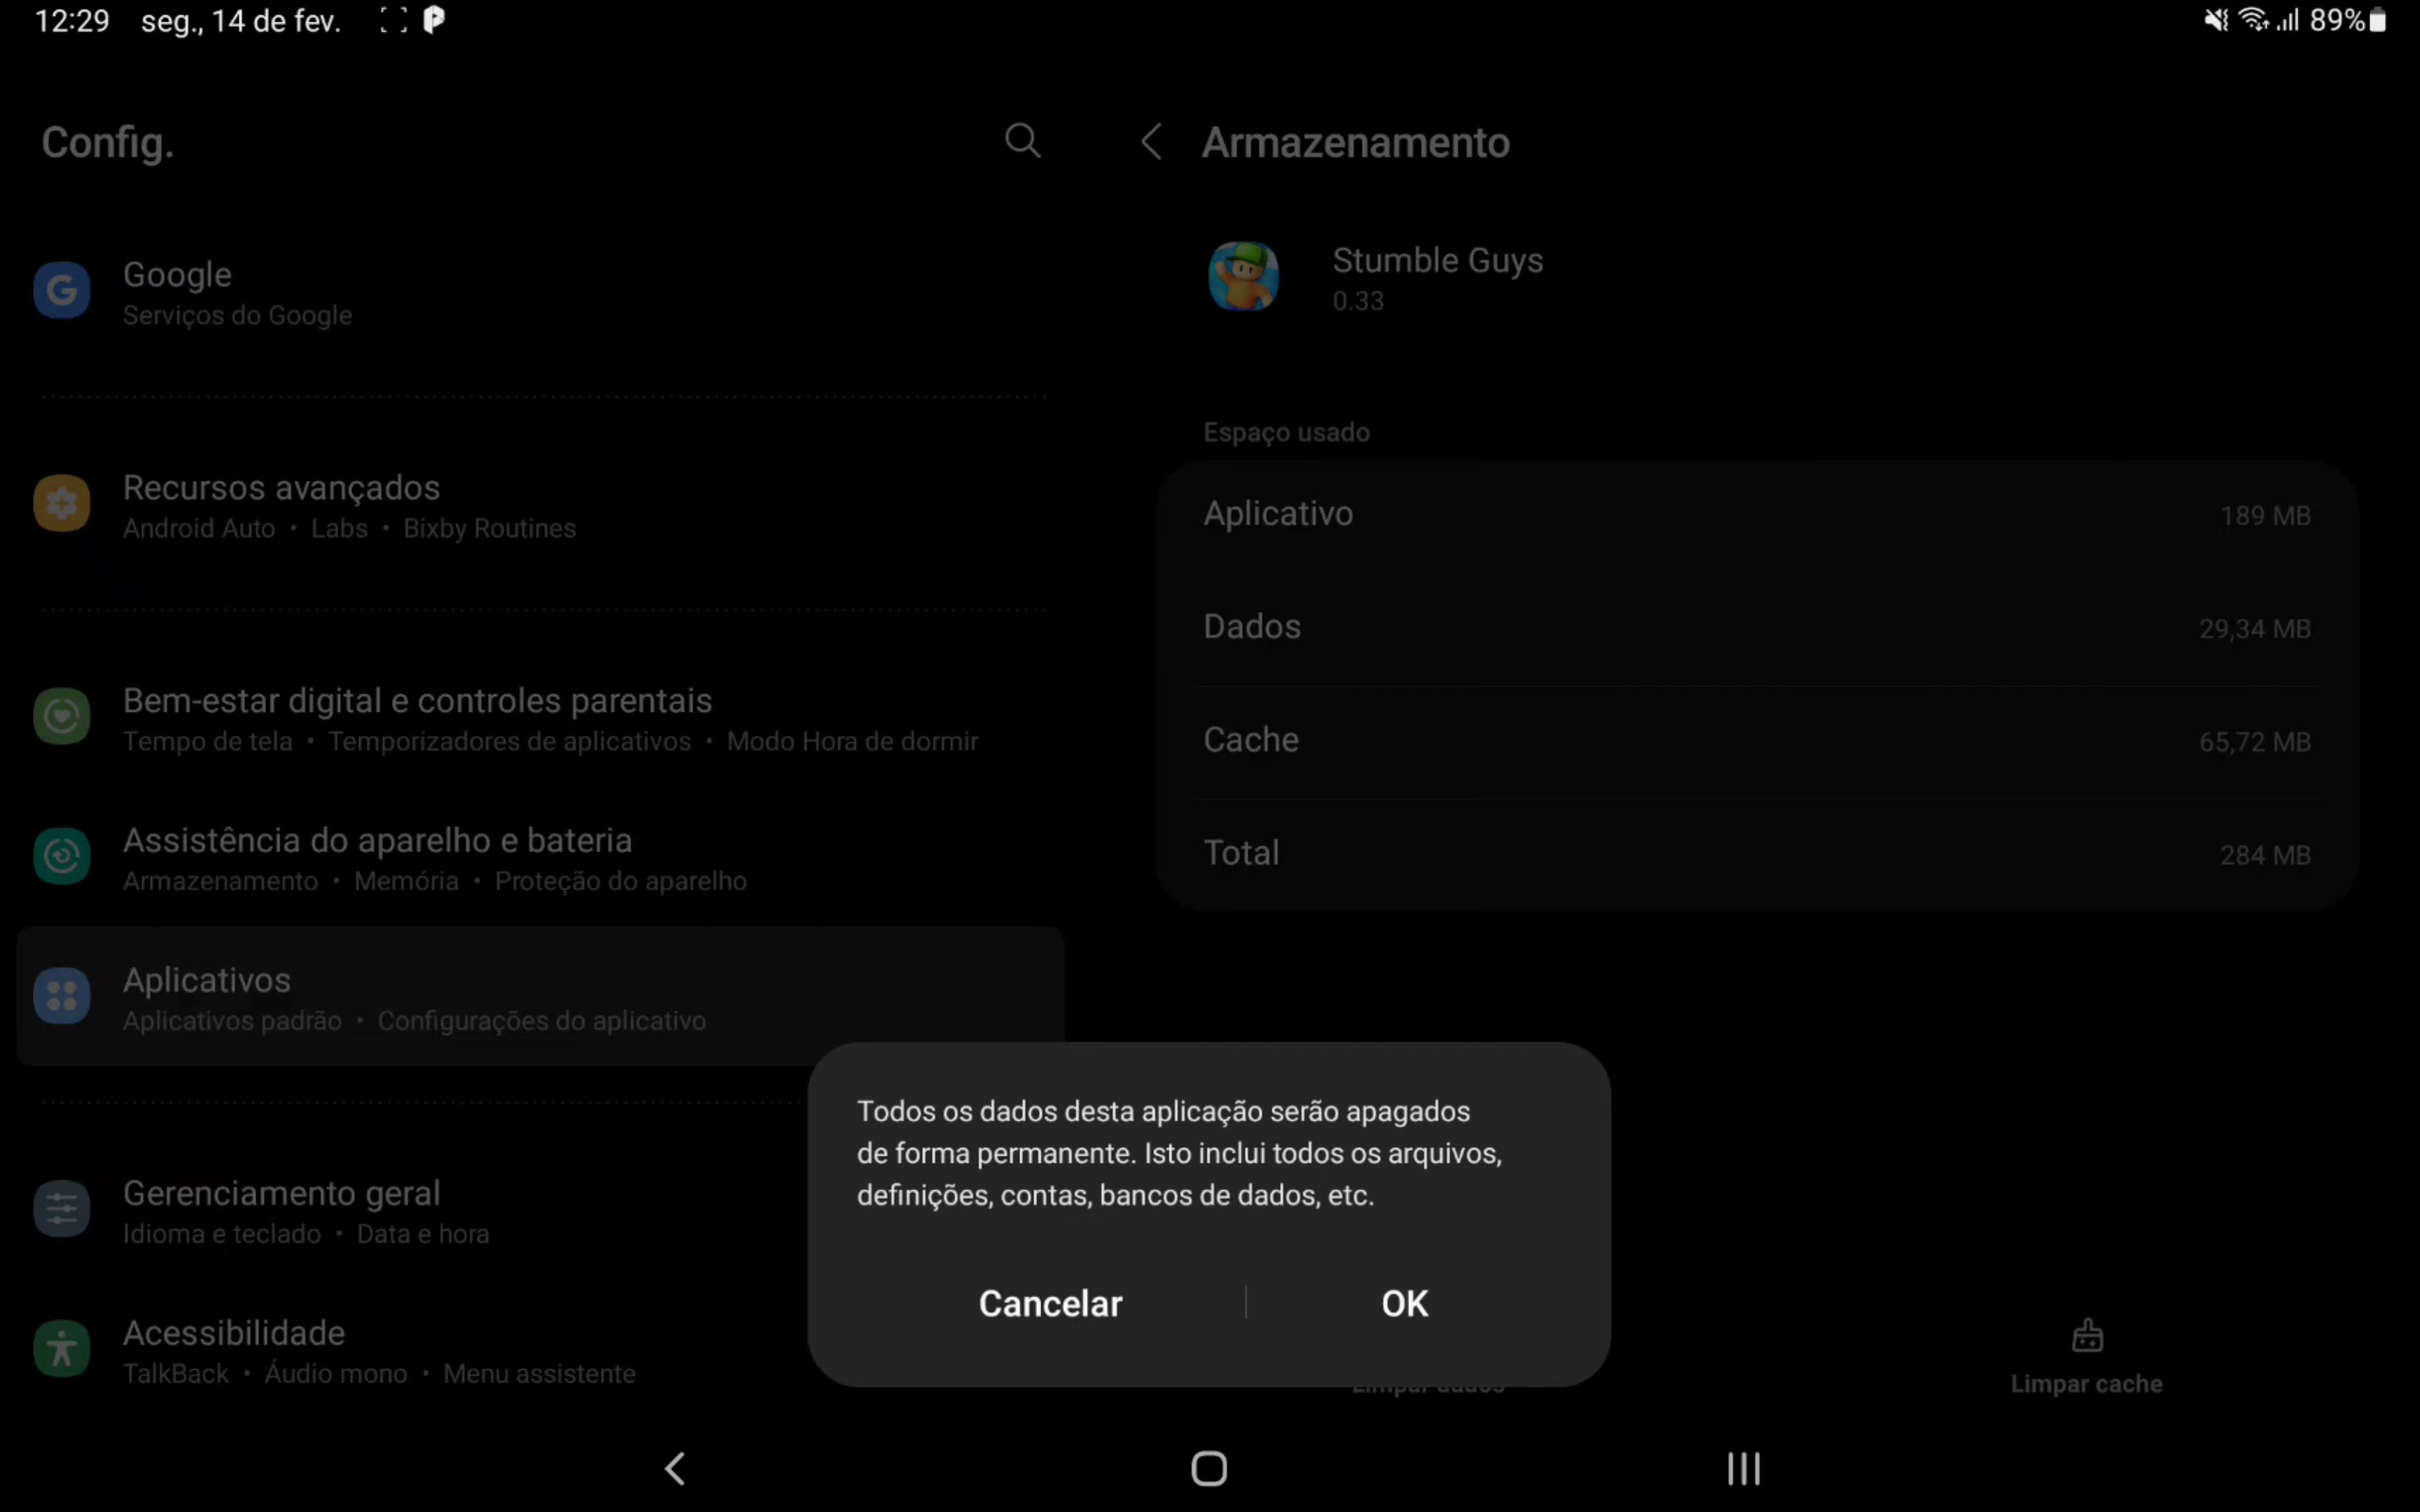 12:29 seg., 14 de fev.
89%
Config.
Google
Serviços do Google
Recursos avançados
Android Auto • Labs • Bixby Routines
Bem-estar digital e controles parentais
Tempo de tela • Temporizadores de aplicativos • Modo Hora de dormir
Assistência do aparelho e bateria
Armazenamento • Memória • Proteção do aparelho
Aplicativos
Aplicativos padrão • Configurações do aplicativo
Gerenciamento geral
Idioma e teclado • Data e hora
Acessibilidade
TalkBack • Áudio mono • Menu assistente
Armazenamento
Stumble Guys
0.33
Espaço usado
Aplicativo 189 MB
Dados 29,34 MB
Cache 65,72 MB
Total 284 MB
Todos os dados desta aplicação serão apagados
de forma permanente. Isto inclui todos os arquivos,
definições, contas, bancos de dados, etc.
Cancelar OK
Limpar dados
Limpar cache